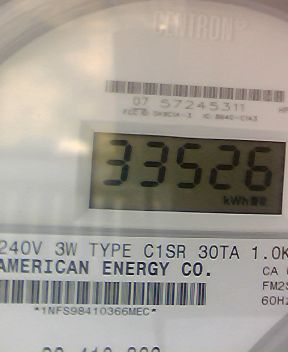 CENTRON®
07 57245311
33526
kWh
240V 3W TYPE C1SR 30TA 1.0K
AMERICAN ENERGY CO.
CA
FM2S
60Hz
*1NFS98410366MEC*